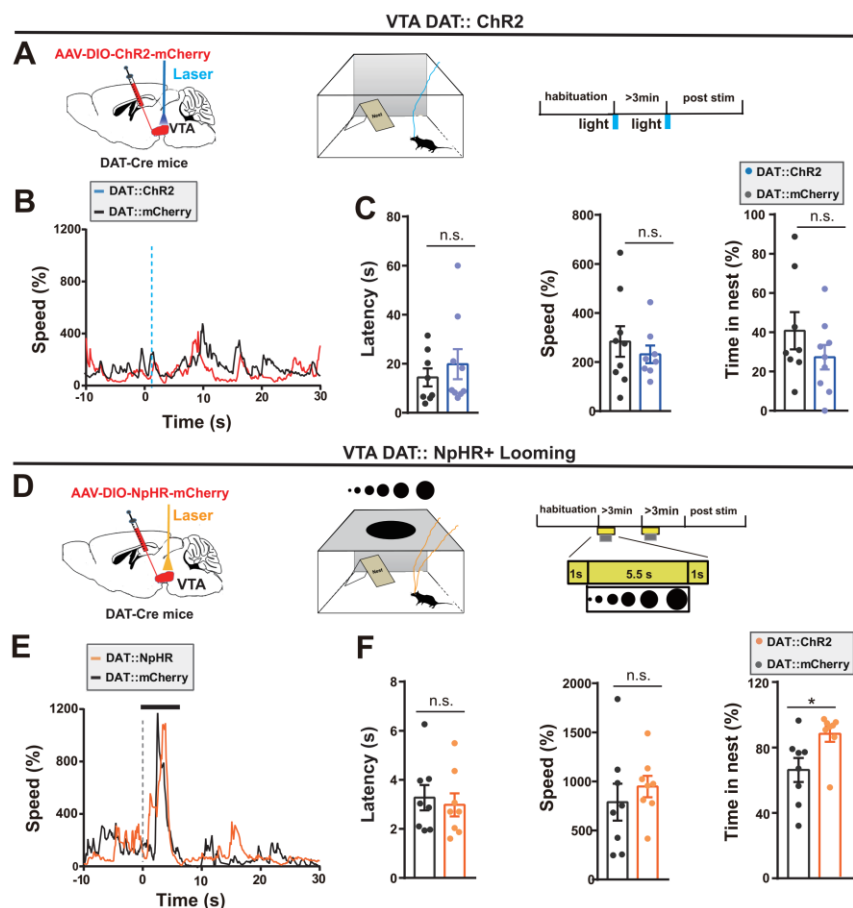 VTA DAT:: ChR2
A
AAV-DIO-ChR2-mCherry
Laser
VTA
DAT-Cre mice
Nest
habituation
>3min
post stim
light
light
B
DAT::ChR2
DAT::mCherry
Speed (%)
1200
800
400
0
-10
0
10
20
30
Time (s)
C
Latency (s)
80
60
40
20
0
n.s.
Speed (%)
800
600
400
200
0
n.s.
DAT::ChR2
DAT::mCherry
Time in nest (%)
100
80
60
40
20
0
n.s.
VTA DAT:: NpHR+ Looming
D
AAV-DIO-NpHR-mCherry
Laser
VTA
DAT-Cre mice
Nest
habituation
>3min
>3min
post stim
1s
5.5 s
1s
E
DAT::NpHR
DAT::mCherry
Speed (%)
1200
800
400
0
-10
0
10
20
30
Time (s)
F
Latency (s)
8
6
4
2
0
n.s.
Speed (%)
2000
1500
1000
500
0
n.s.
DAT::ChR2
DAT::mCherry
Time in nest (%)
120
80
40
0
*